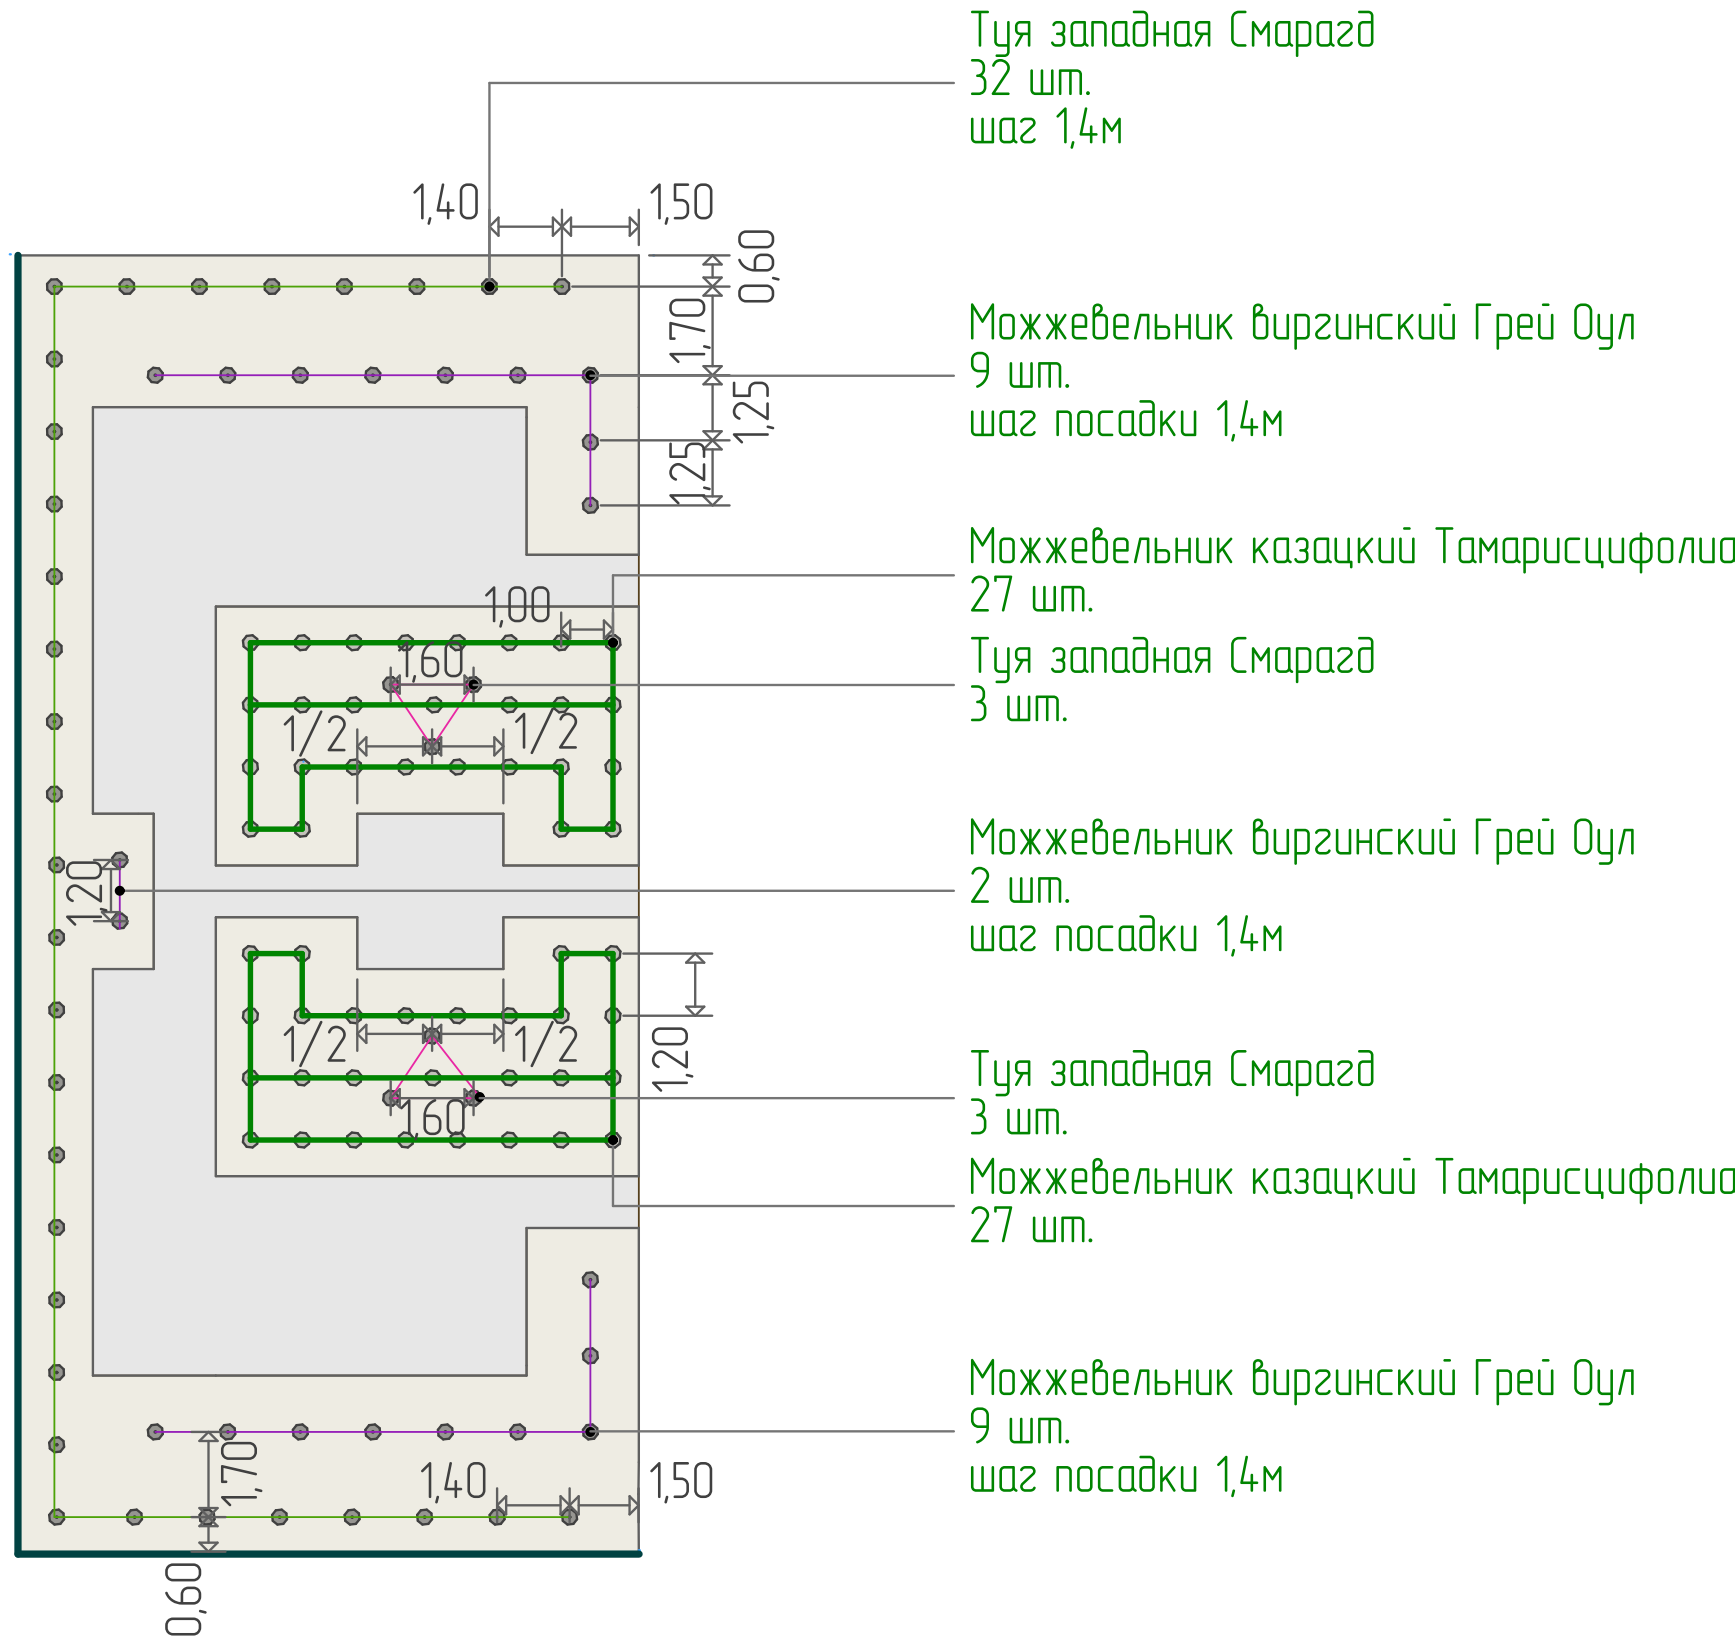 Туя западная Смарагд
32 шт.
шаг 1,4м
1,40
1,50
0,60
1,70
1,25
1,25
Можжевельник виргинский Грей Оул
9 шт.
шаг посадки 1,4м
Можжевельник казацкий Тамарисцифолиа
27 шт.
1,00
1,60
Туя западная Смарагд
3 шт.
1/2
1/2
Можжевельник виргинский Грей Оул
2 шт.
шаг посадки 1,4м
1,20
1/2
1/2
1,20
1,60
Туя западная Смарагд
3 шт.
Можжевельник казацкий Тамарисцифолиа
27 шт.
Можжевельник виргинский Грей Оул
9 шт.
шаг посадки 1,4м
1,70
1,40
1,50
0,60